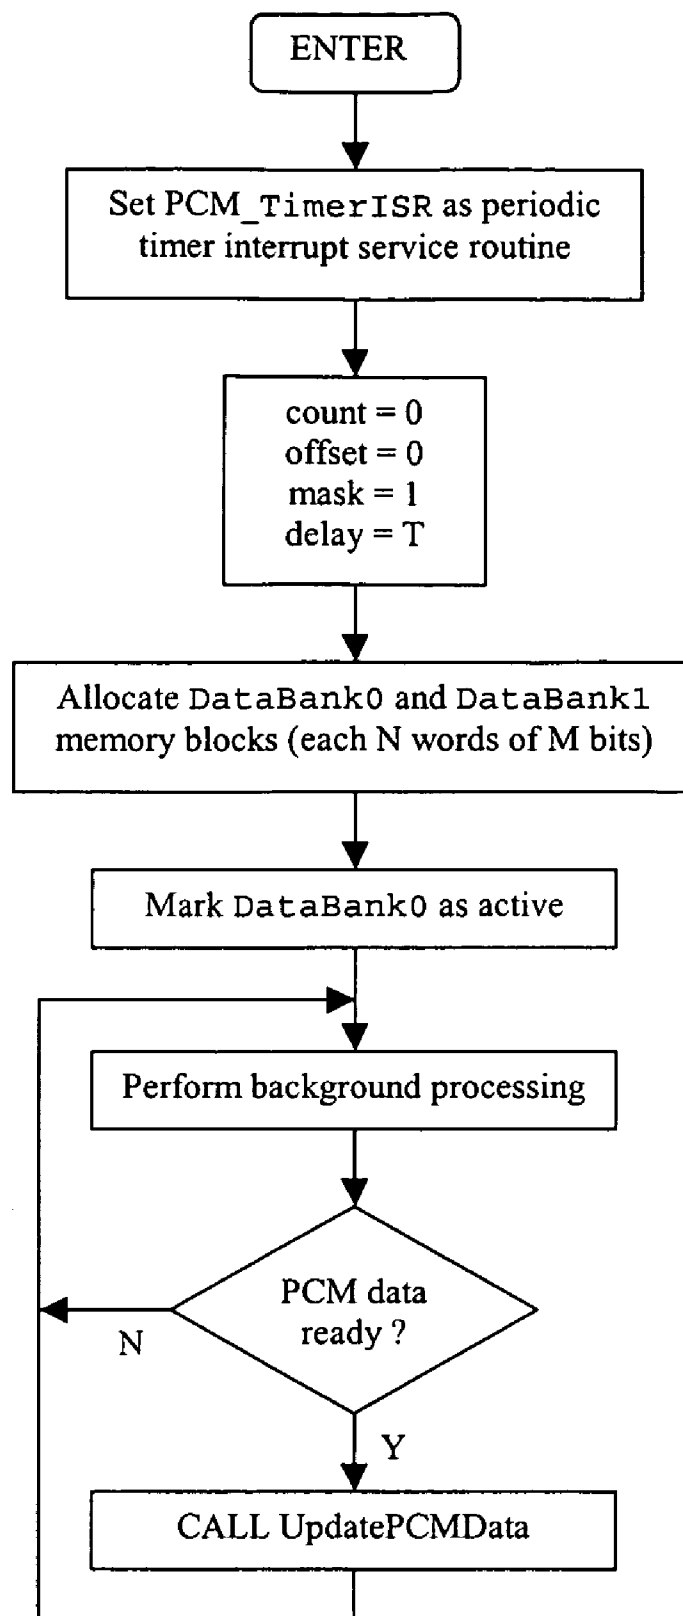 ENTER
Set PCM_TimerISR as periodic
timer interrupt service routine
count = 0
offset = 0
mask = 1
delay = T
Allocate DataBank0 and DataBank1
memory blocks (each N words of M bits)
Mark DataBank0 as active
Perform background processing
PCM data
ready ?
N
Y
CALL UpdatePCMData